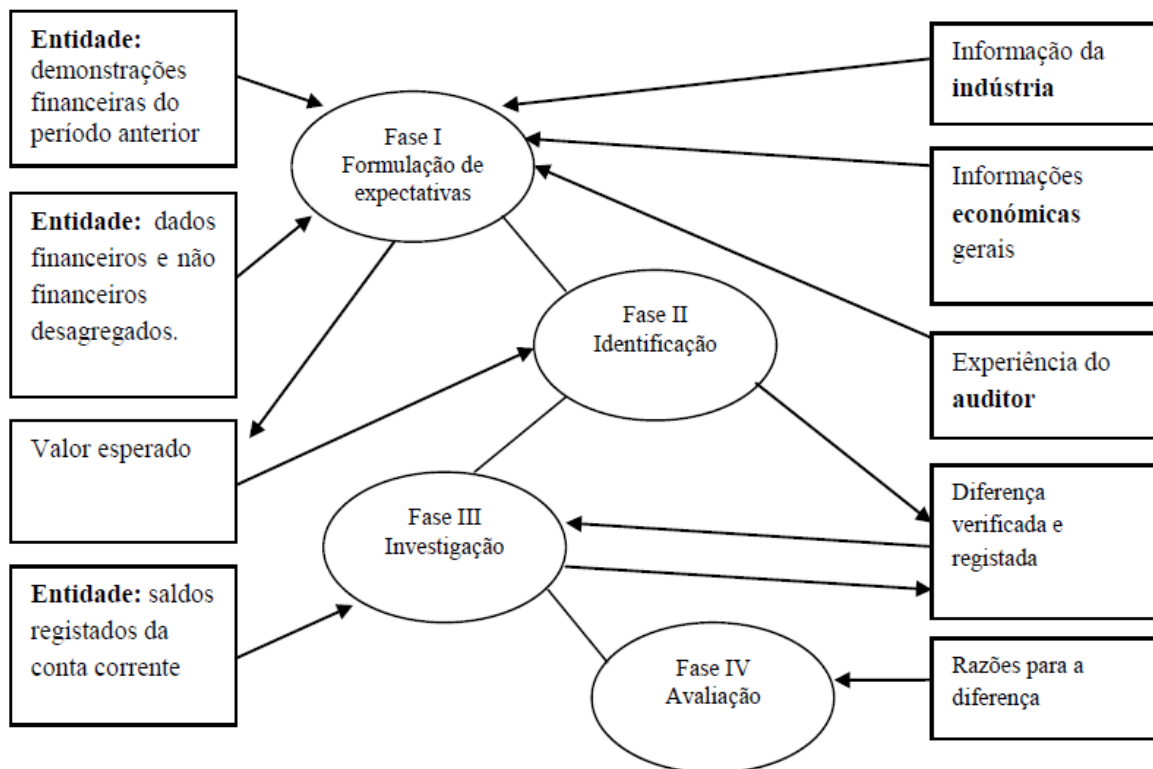 Entidade:
demonstrações
financeiras do
período anterior
Entidade: dados
financeiros e não
financeiros
desagregados.
Valor esperado
Entidade: saldos
registados da
conta corrente
Fase I
Formulação de
expectativas
Fase II
Identificação
Fase III
Investigação
Fase IV
Avaliação
Informação da
indústria
Informações
económicas
gerais
Experiência do
auditor
Diferença
verificada e
registada
Razões para a
diferença